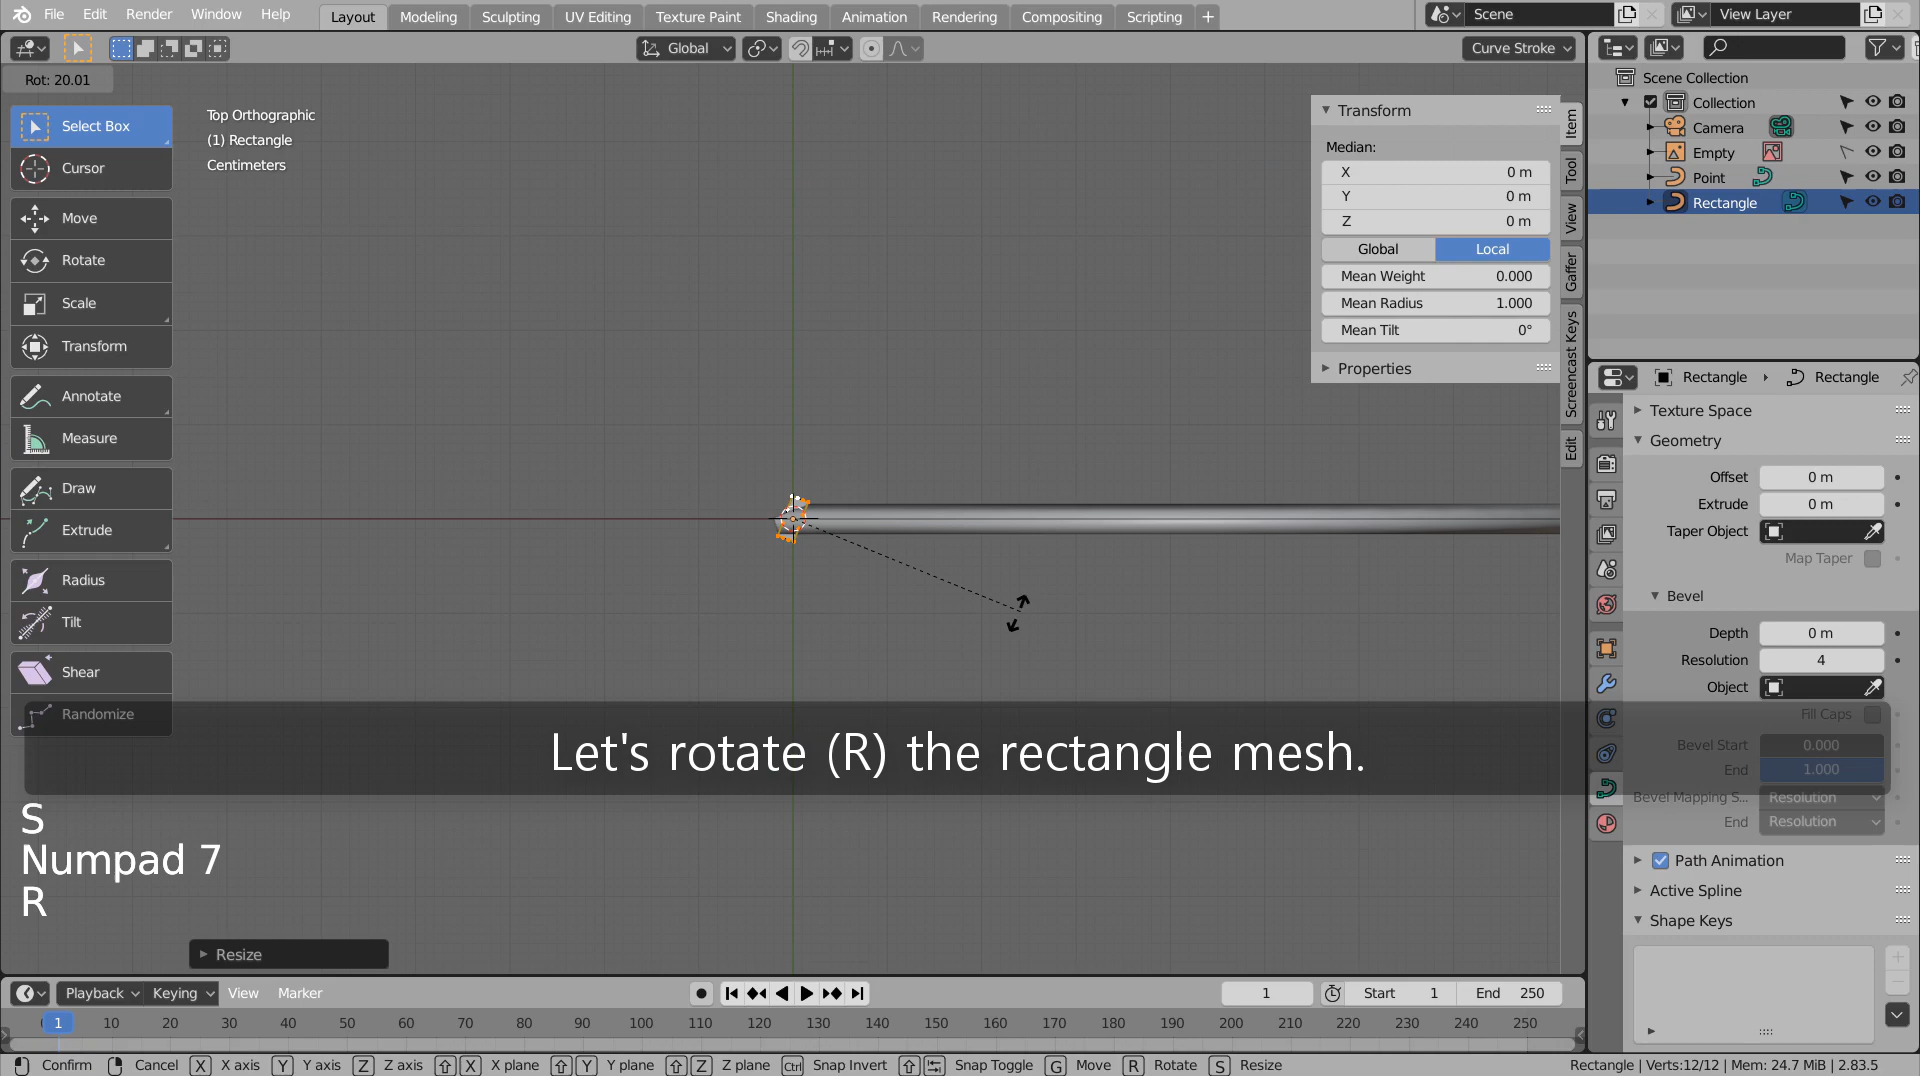 File Edit Render Window Help Layout Modeling Sculpting UV Editing Texture Paint Shading Animation Rendering Compositing Scripting + Scene View Layer
Global Curve Stroke
Rot: 20.01
Select Box
Cursor
Move
Rotate
Scale
Transform
Annotate
Measure
Draw
Extrude
Radius
Tilt
Shear
Randomize
Top Orthographic
(1) Rectangle
Centimeters
Transform
Median:
X 0 m
Y 0 m
Z 0 m
Global Local
Mean Weight 0.000
Mean Radius 1.000
Mean Tilt 0°
Properties
Item
Tool
View
Gaffer
Screencast Keys
Edit
Scene Collection
Collection
Camera
Empty
Point
Rectangle
Rectangle › Rectangle
Texture Space
Geometry
Offset 0 m
Extrude 0 m
Taper Object
Map Taper
Bevel
Depth 0 m
Resolution 4
Object
Fill Caps
Bevel Start 0.000
End 1.000
Bevel Mapping S... Resolution
End Resolution
Path Animation
Active Spline
Shape Keys
Let's rotate (R) the rectangle mesh.
S
Numpad 7
R
Resize
Playback Keying View Marker 1 Start 1 End 250
1 10 20 30 40 50 60 70 80 90 100 110 120 130 140 150 160 170 180 190 200 210 220 230 240 250
Confirm Cancel X X axis Y Y axis Z Z axis X X plane Y Y plane Z Z plane Ctrl Snap Invert Snap Toggle G Move R Rotate S Resize Rectangle | Verts:12/12 | Mem: 24.7 MiB | 2.83.5